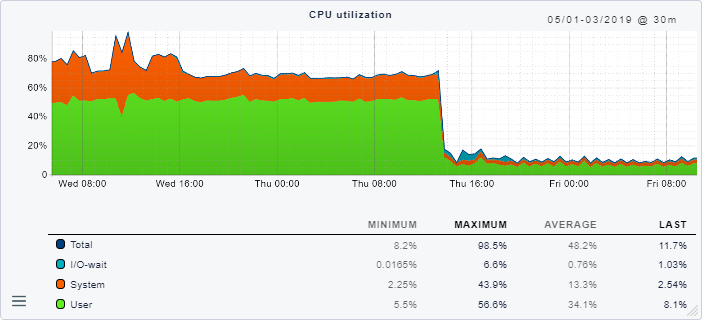 CPU utilization
05/01-03/2019 @ 30m
80%
60%
40%
20%
0
Wed 08:00 Wed 16:00 Thu 00:00 Thu 08:00 Thu 16:00 Fri 00:00 Fri 08:00
MINIMUM MAXIMUM AVERAGE LAST
Total 8.2% 98.5% 48.2% 11.7%
I/O-wait 0.0165% 6.6% 0.76% 1.03%
System 2.25% 43.9% 13.3% 2.54%
User 5.5% 56.6% 34.1% 8.1%